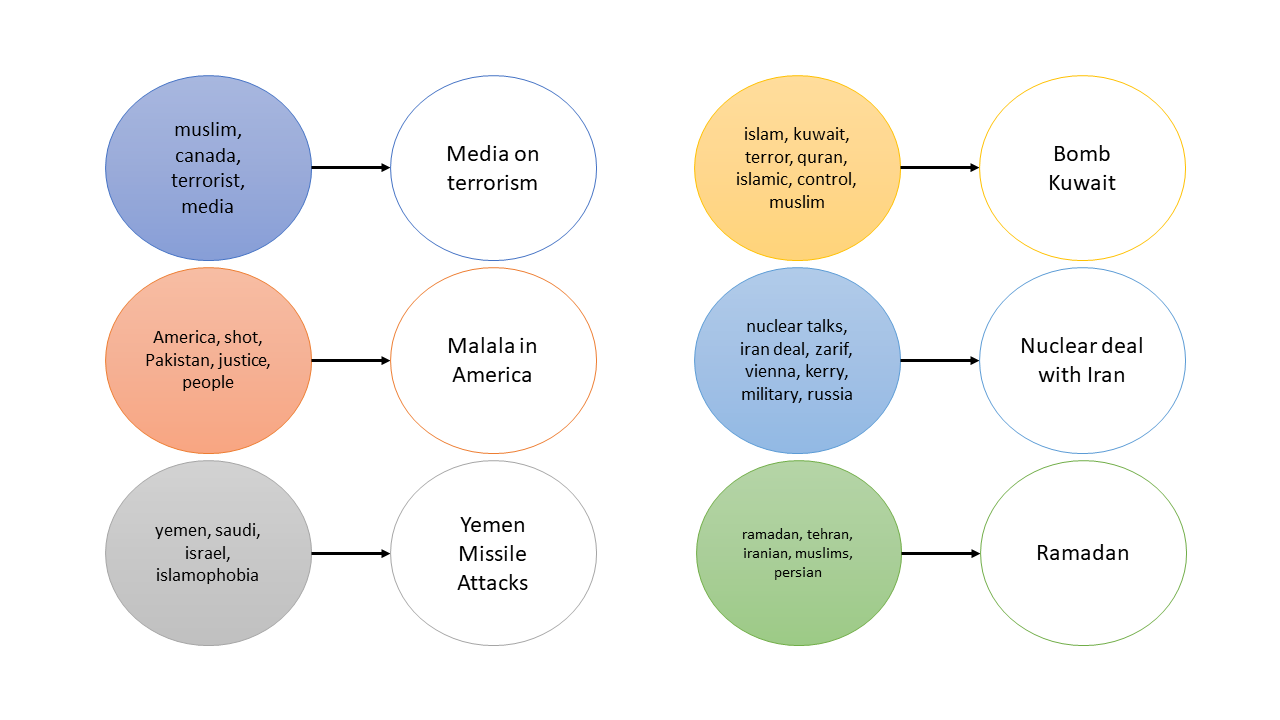 muslim,
canada,
terrorist,
media
Media on
terrorism
islam, kuwait,
terror, quran,
islamic, control,
muslim
Bomb
Kuwait
America, shot,
Pakistan, justice,
people
Malala in
America
nuclear talks,
iran deal, zarif,
vienna, kerry,
military, russia
Nuclear deal
with Iran
yemen, saudi,
israel,
islamophobia
Yemen
Missile
Attacks
ramadan, tehran,
iranian, muslims,
persian
Ramadan